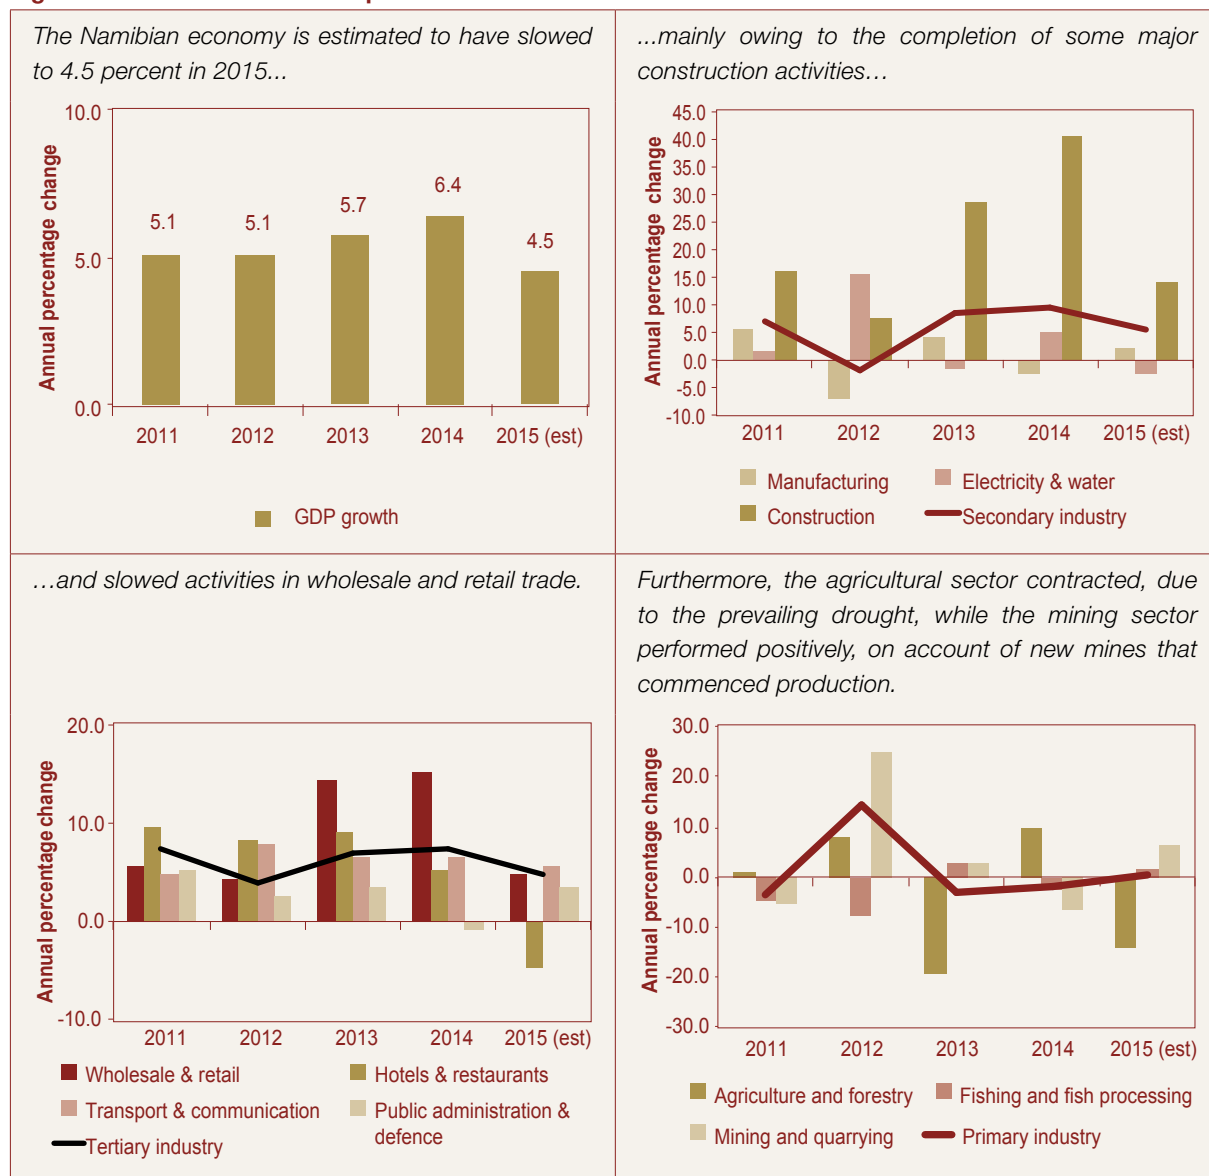 The Namibian economy is estimated to have slowed
to 4.5 percent in 2015...
10.0
5.0
0.0
Annual percentage change
5.1
5.1
5.7
6.4
4.5
2011
2012
2013
2014
2015 (est)
GDP growth
...mainly owing to the completion of some major
construction activities…
45.0
40.0
35.0
30.0
25.0
20.0
15.0
10.0
5.0
0.0
-5.0
-10.0
Annual percentage change
2011
2012
2013
2014
2015 (est)
Manufacturing
Electricity & water
Construction
Secondary industry
…and slowed activities in wholesale and retail trade.
20.0
10.0
0.0
-10.0
Annual percentage change
2011
2012
2013
2014
2015 (est)
Wholesale & retail
Hotels & restaurants
Transport & communication
Public administration &
defence
Tertiary industry
Furthermore, the agricultural sector contracted, due
to the prevailing drought, while the mining sector
performed positively, on account of new mines that
commenced production.
30.0
20.0
10.0
0.0
-10.0
-20.0
-30.0
Annual percentage change
2011
2012
2013
2014
2015 (est)
Agriculture and forestry
Fishing and fish processing
Mining and quarrying
Primary industry